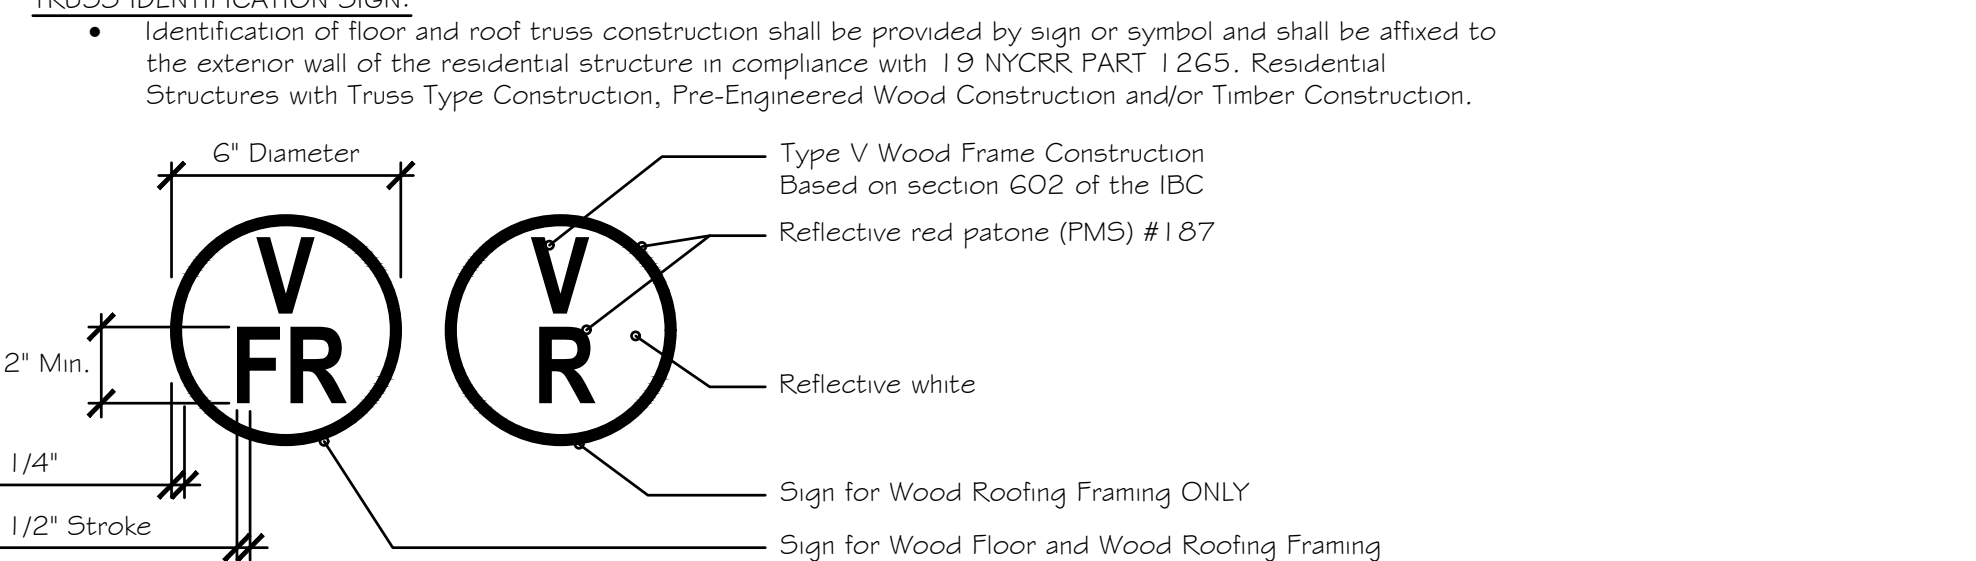 TRUSS IDENTIFICATION SIGN:
• Identification of floor and roof truss construction shall be provided by sign or symbol and shall be affixed to
the exterior wall of the residential structure in compliance with 19 NYCRR PART 1265. Residential
Structures with Truss Type Construction, Pre-Engineered Wood Construction and/or Timber Construction.
6" Diameter
Type V Wood Frame Construction
Based on section 602 of the IBC
Reflective red patone (PMS) #187
V
FR
V
R
2" Min.
Reflective white
1/4"
Sign for Wood Roofing Framing ONLY
1/2" Stroke
Sign for Wood Floor and Wood Roofing Framing